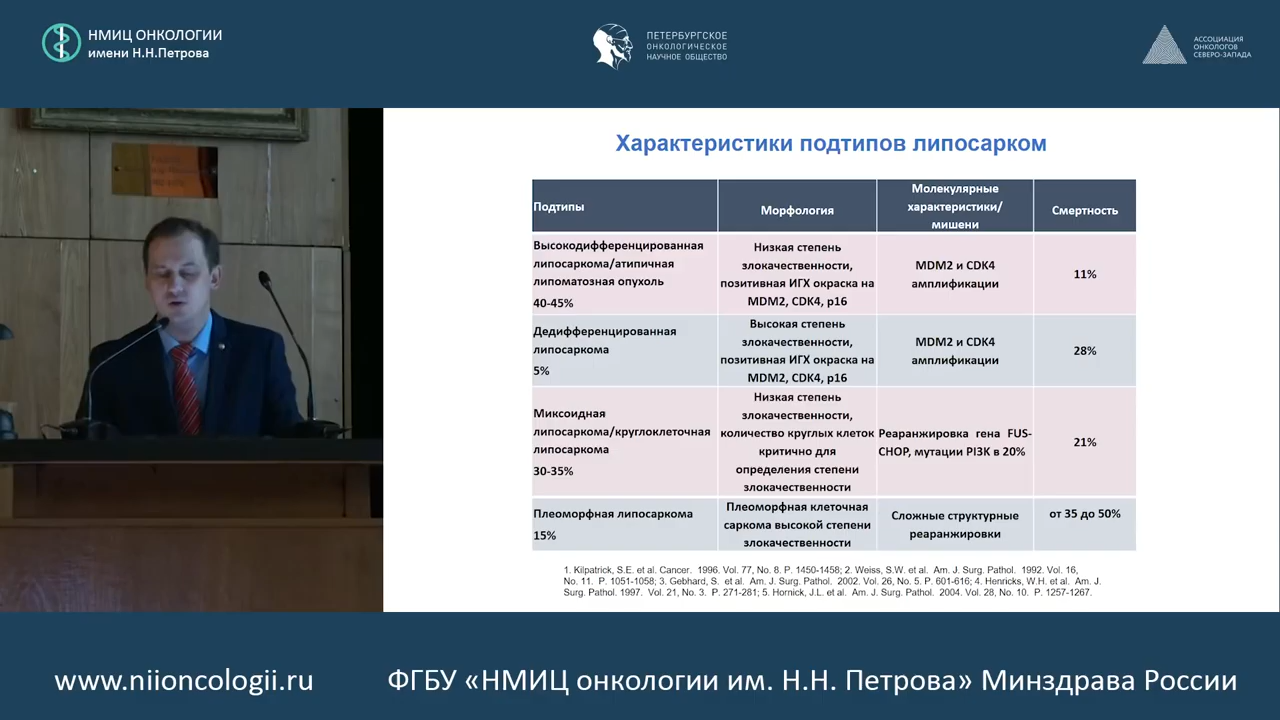 НМИЦ ОНКОЛОГИИ
имени Н.Н.Петрова
ПЕТЕРБУРГСКОЕ
ОНКОЛОГИЧЕСКОЕ
НАУЧНОЕ ОБЩЕСТВО
АССОЦИАЦИЯ
ОНКОЛОГОВ
СЕВЕРО-ЗАПАДА
Характеристики подтипов липосарком
Подтипы
Морфология
Молекулярные
характеристики/
мишени
Смертность
Высокодифференцированная
липосаркома/атипичная
липоматозная опухоль
40-45%
Низкая степень
злокачественности,
позитивная ИГХ окраска на
MDM2, CDK4, p16
MDM2 и CDK4
амплификации
11%
Дедифференцированная
липосаркома
5%
Высокая степень
злокачественности,
позитивная ИГХ окраска на
MDM2, CDK4, p16
MDM2 и CDK4
амплификации
28%
Миксоидная
липосаркома/круглоклеточная
липосаркома
30-35%
Низкая степень
злокачественности,
количество круглых клеток
критично для
определения степени
злокачественности
Реаранжировка гена FUS-
CHOP, мутации PI3K в 20%
21%
Плеоморфная липосаркома
15%
Плеоморфная клеточная
саркома высокой степени
злокачественности
Сложные структурные
реаранжировки
от 35 до 50%
1. Kilpatrick, S.E. et al. Cancer. 1996. Vol. 77, No. 8. P. 1450-1458; 2. Weiss, S.W. et al. Am. J. Surg. Pathol. 1992. Vol. 16,
No. 11. P. 1051-1058; 3. Gebhard, S. et al. Am. J. Surg. Pathol. 2002. Vol. 26, No. 5. P. 601-616; 4. Henricks, W.H. et al. Am. J.
Surg. Pathol. 1997. Vol. 21, No. 3. P. 271-281; 5. Hornick, J.L. et al. Am. J. Surg. Pathol. 2004. Vol. 28, No. 10. P. 1257-1267.
www.niioncologii.ru
ФГБУ «НМИЦ онкологии им. Н.Н. Петрова» Минздрава России